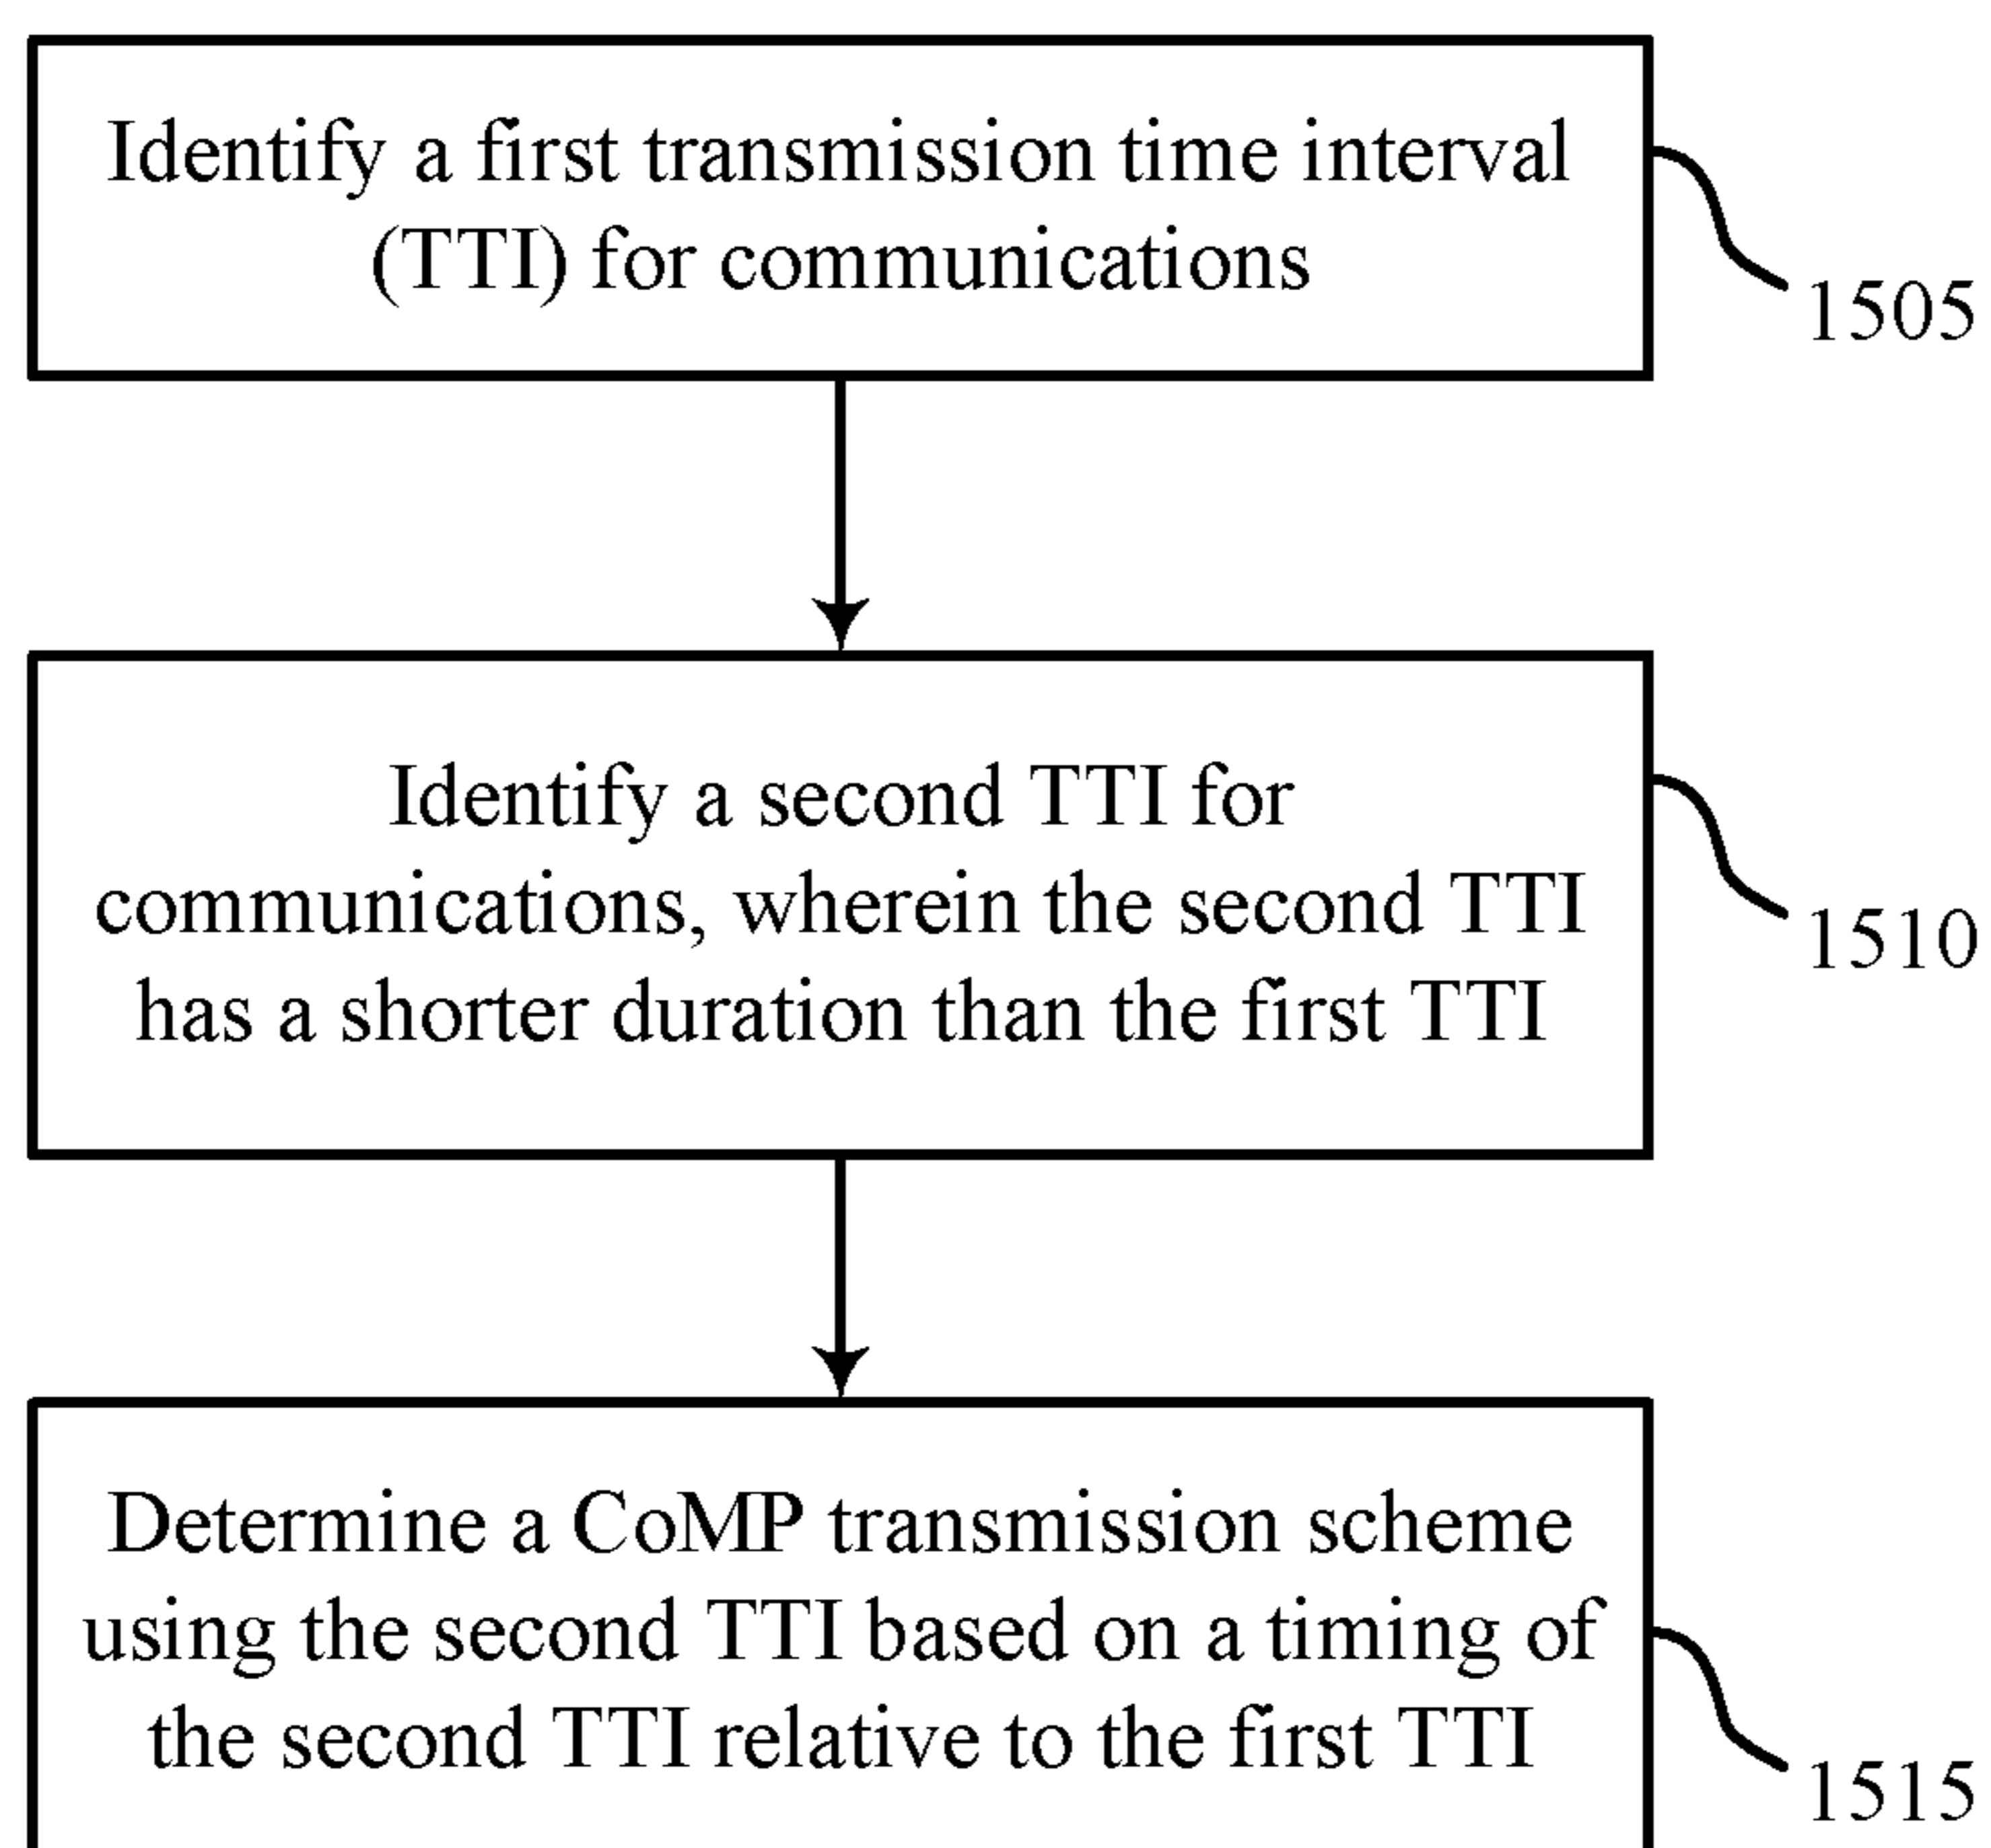 Identify a first transmission time interval
(TTI) for communications
1505
Identify a second TTI for
communications, wherein the second TTI
has a shorter duration than the first TTI
1510
Determine a CoMP transmission scheme
using the second TTI based on a timing of
the second TTI relative to the first TTI
1515